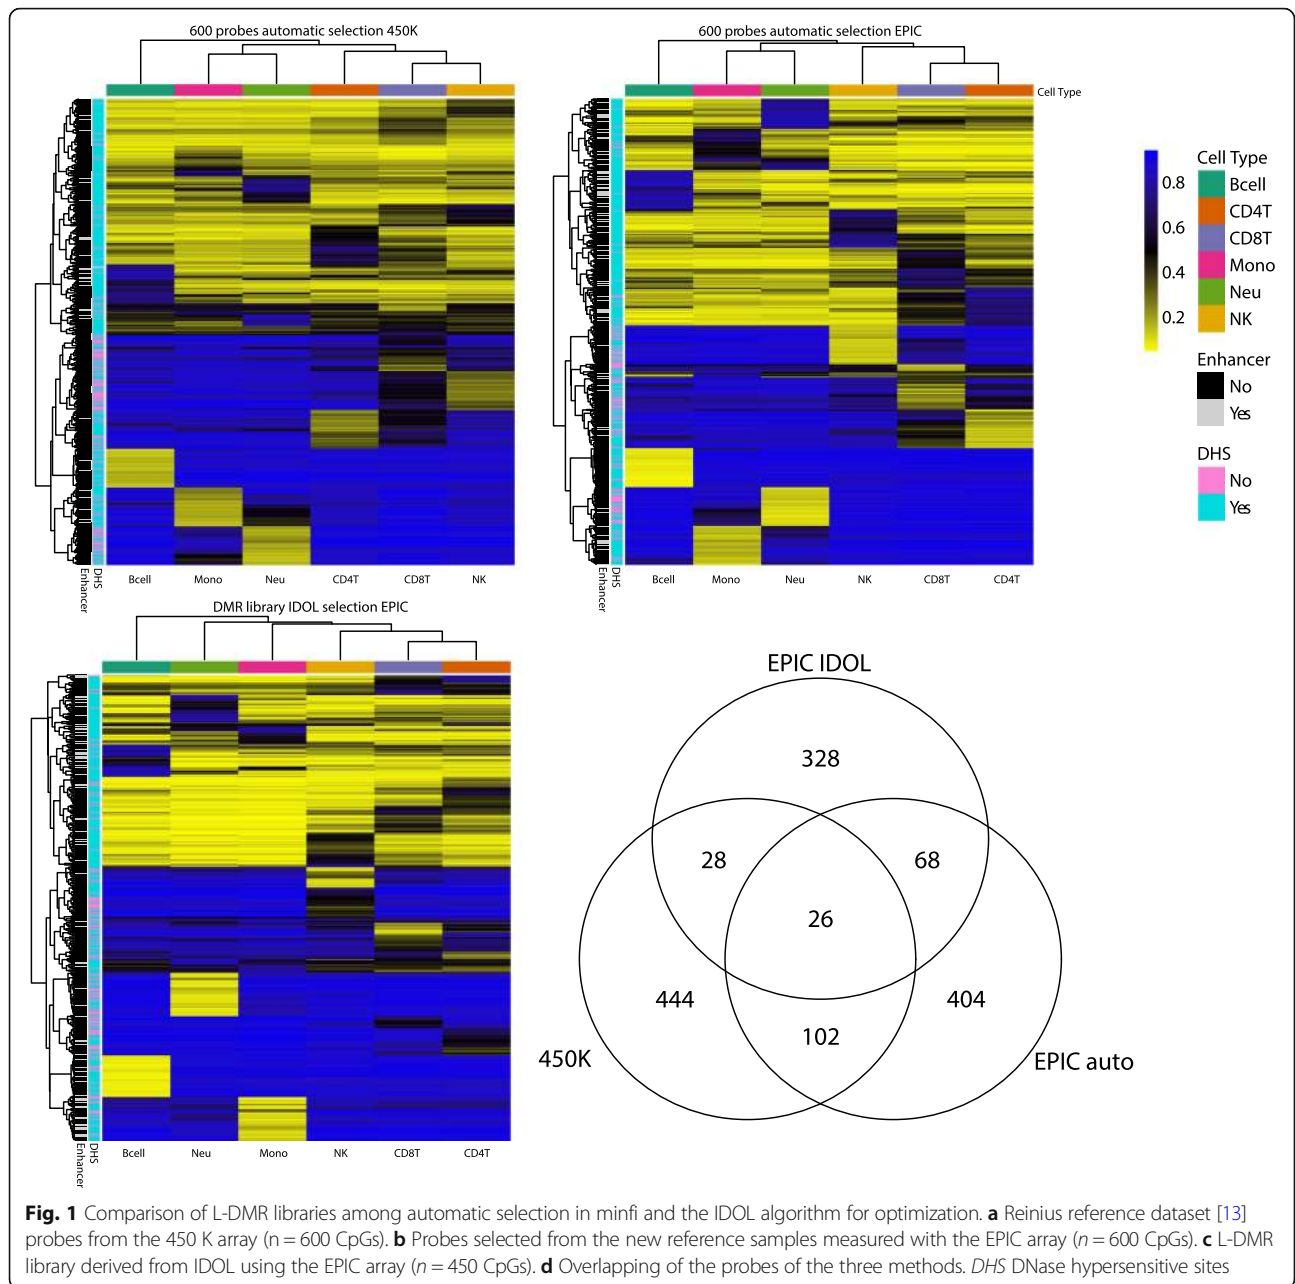 600 probes automatic selection 450K
Bcell Mono Neu CD4T CD8T NK
Enhancer
DHS
600 probes automatic selection EPIC
Cell Type
Bcell Mono Neu NK CD8T CD4T
Enhancer
DHS
0.8
0.6
0.4
0.2
Cell Type
Bcell
CD4T
CD8T
Mono
Neu
NK
Enhancer
No
Yes
DHS
No
Yes
DMR library IDOL selection EPIC
Bcell Neu Mono NK CD8T CD4T
Enhancer
DHS
EPIC IDOL
328
28
68
26
444
404
102
450K
EPIC auto
Fig. 1 Comparison of L-DMR libraries among automatic selection in minfi and the IDOL algorithm for optimization. a Reinius reference dataset [13]
probes from the 450 K array (n = 600 CpGs). b Probes selected from the new reference samples measured with the EPIC array (n = 600 CpGs). c L-DMR
library derived from IDOL using the EPIC array (n = 450 CpGs). d Overlapping of the probes of the three methods. DHS DNase hypersensitive sites